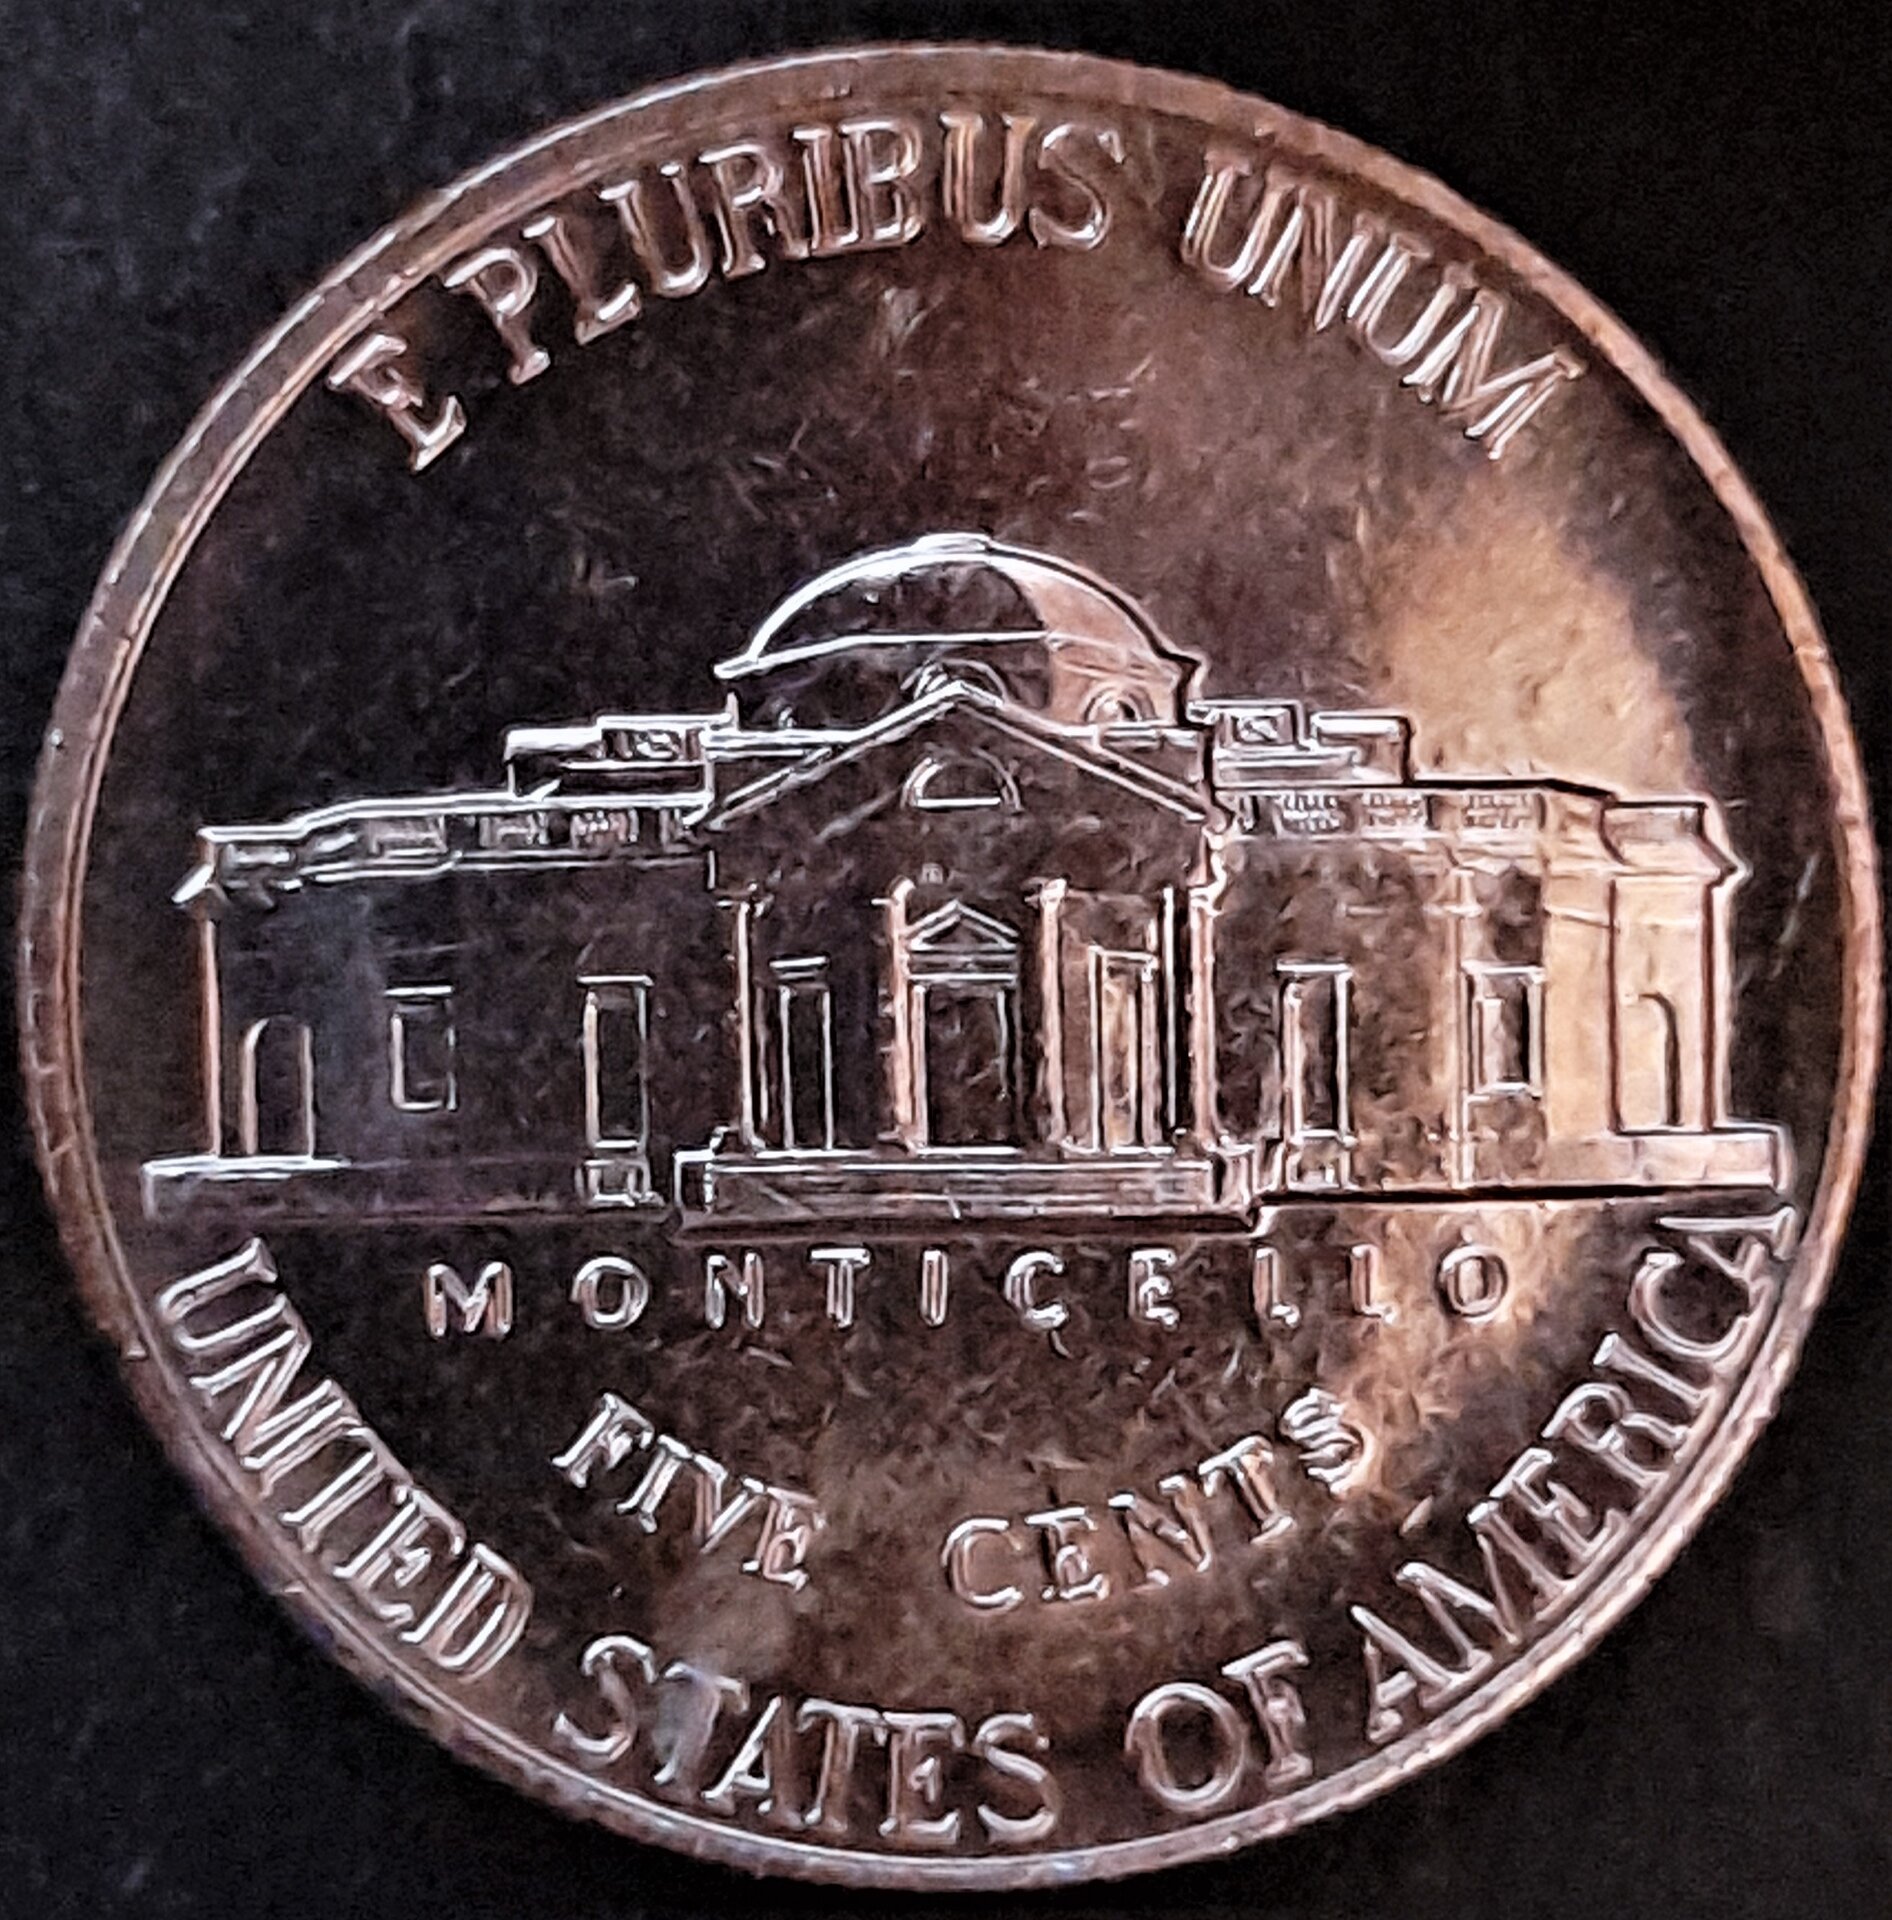 E PLURIBUS UNUM
MONTICELLO
FIVE CENTS
UNITED STATES OF AMERICA